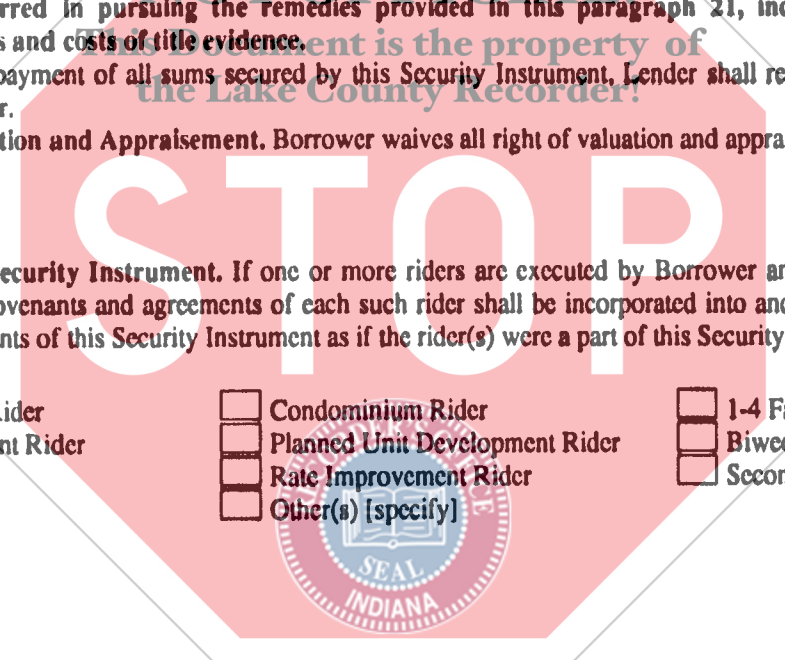 rred in pursuing the remedies provided in this paragraph 21, inc
s and costs of title evidence.
This Document is the property of
payment of all sums secured by this Security Instrument, Lender shall re
the Lake County Recorder!
r.
tion and Appraisement. Borrower waives all right of valuation and appra
STOP
ecurity Instrument. If one or more riders are executed by Borrower an
ovenants and agreements of each such rider shall be incorporated into and
nts of this Security Instrument as if the rider(s) were a part of this Security
ider
Condominium Rider
1-4 Fa
nt Rider
Planned Unit Development Rider
Biwee
Rate Improvement Rider
Secon
Other(s) [specify]
RECORDER'S OFFICE
SEAL
INDIANA